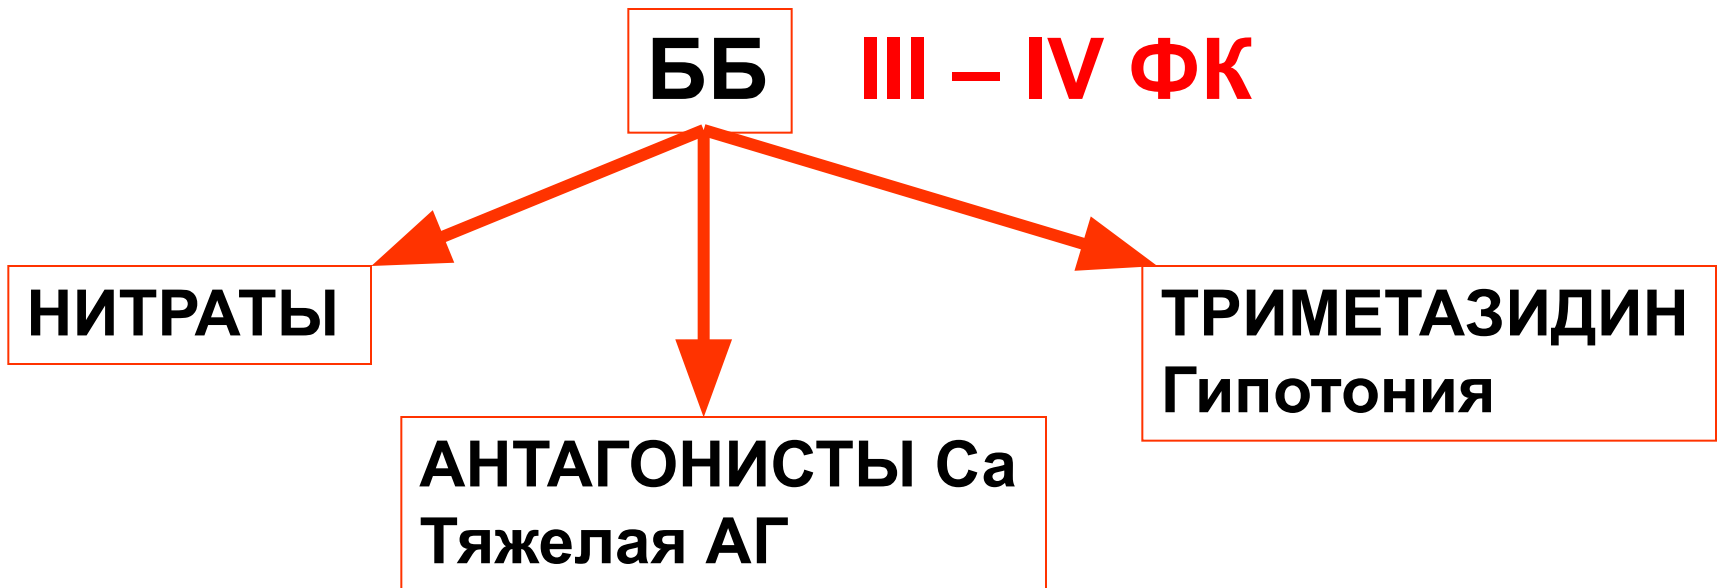 ББ III – IV ФК
НИТРАТЫ
ТРИМЕТАЗИДИН
Гипотония
АНТАГОНИСТЫ Са
Тяжелая АГ